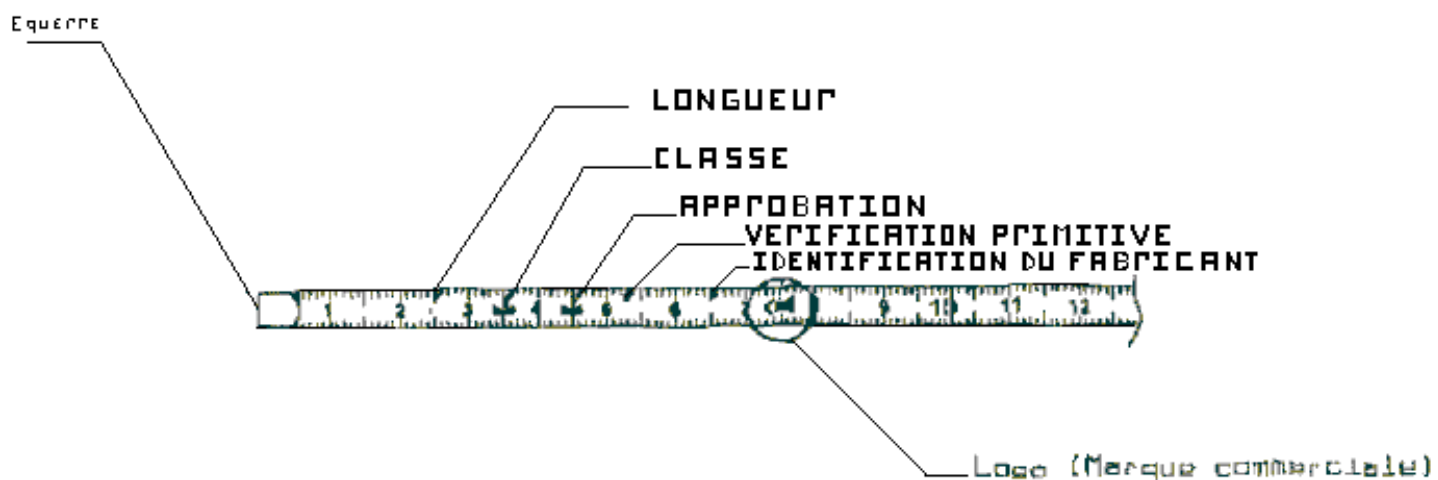 Equerre
LONGUEUR
CLASSE
APPROBATION
VERIFICATION PRIMITIVE
IDENTIFICATION DU FABRICANT
1 2 3 4 5 6 9 10 11 12
Logo (Marque commerciale)